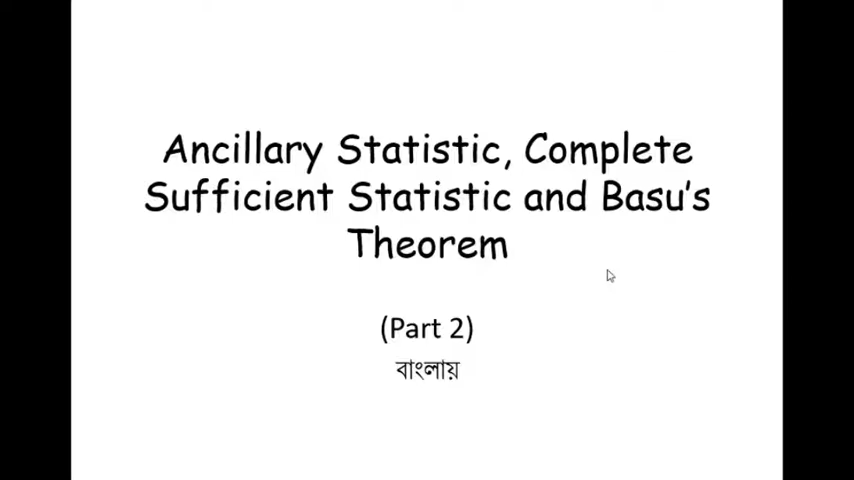 Ancillary Statistic, Complete
Sufficient Statistic and Basu's
Theorem
(Part 2)
বাংলায়